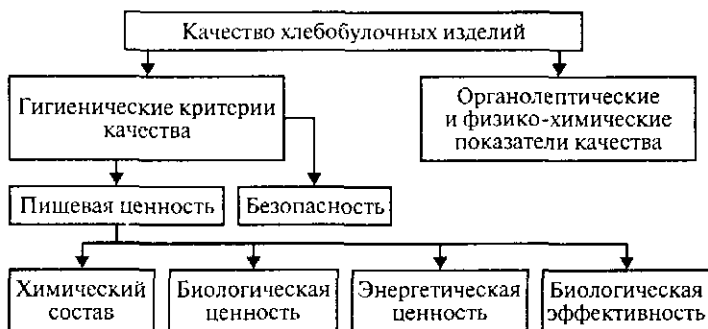 Качество хлебобулочных изделий
Гигиенические критерии
качества
Органолептические
и физико-химические
показатели качества
Пищевая ценность
Безопасность
Химический
состав
Биологическая
ценность
Энергетическая
ценность
Биологическая
эффективность